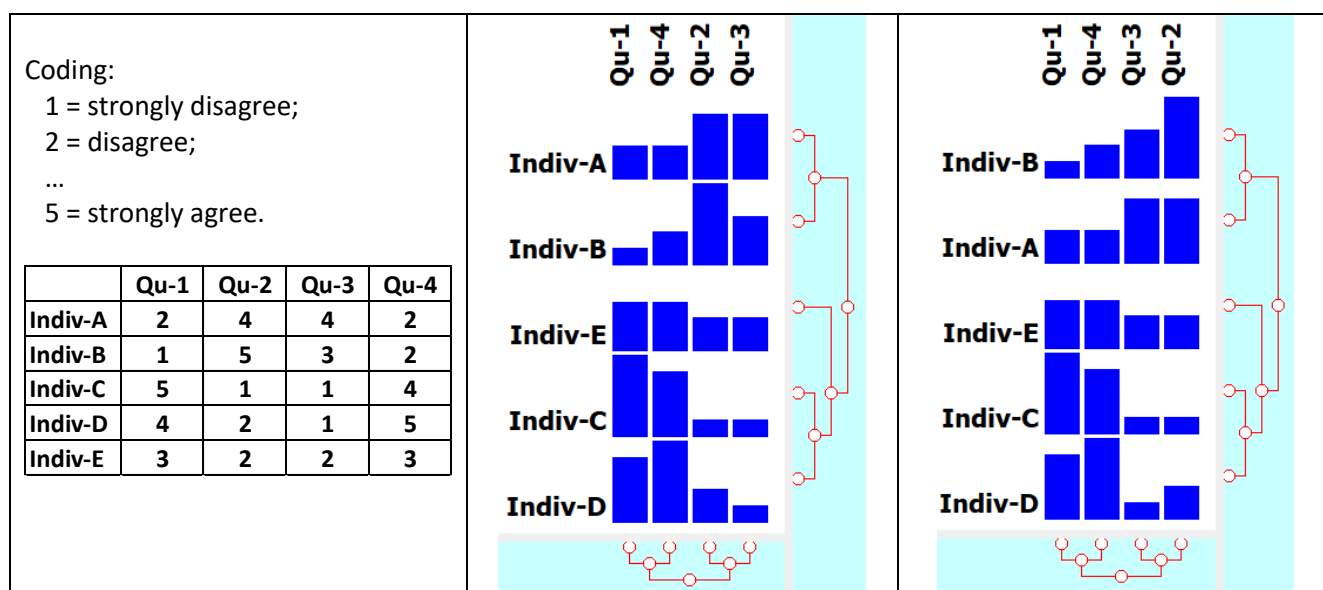 Coding:
1 = strongly disagree;
2 = disagree;
…
5 = strongly agree.
Qu-1 Qu-2 Qu-3 Qu-4
Indiv-A 2 4 4 2
Indiv-B 1 5 3 2
Indiv-C 5 1 1 4
Indiv-D 4 2 1 5
Indiv-E 3 2 2 3
Qu-1 Qu-4 Qu-2 Qu-3
Indiv-A
Indiv-B
Indiv-E
Indiv-C
Indiv-D
Qu-1 Qu-4 Qu-3 Qu-2
Indiv-B
Indiv-A
Indiv-E
Indiv-C
Indiv-D